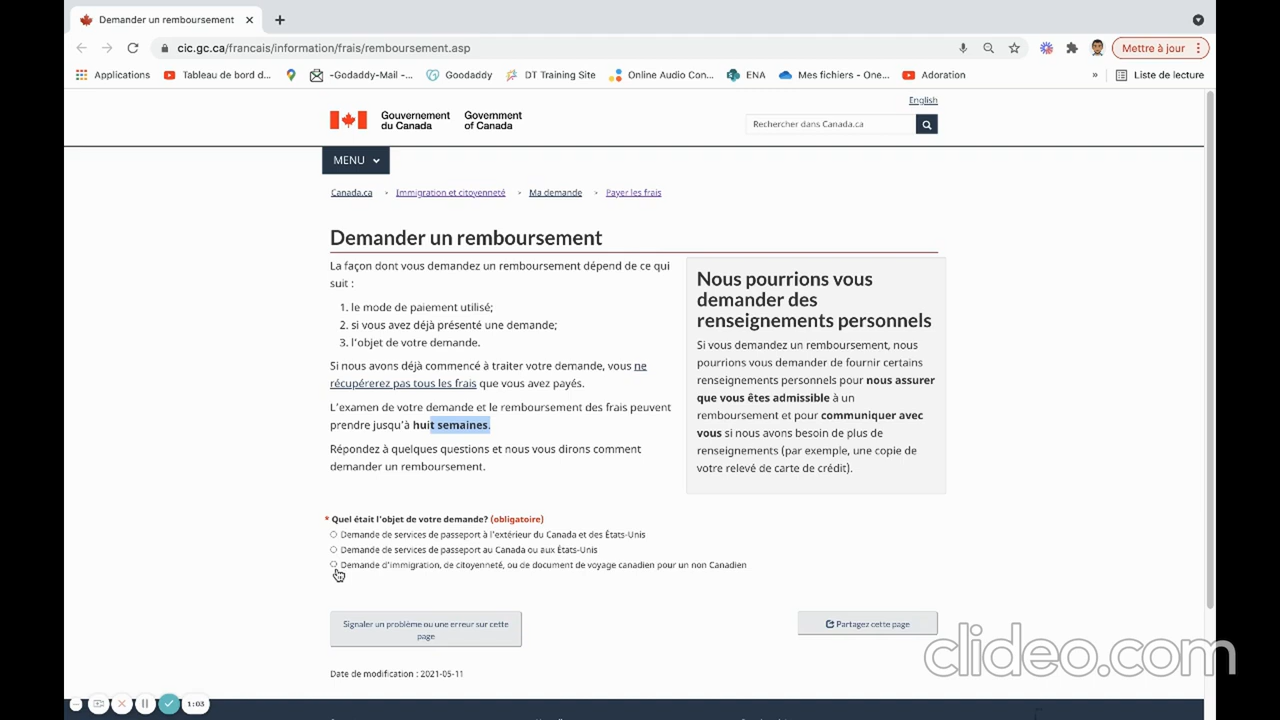 Demander un remboursement
cic.gc.ca/francais/information/frais/remboursement.asp
Mettre à jour
Applications
Tableau de bord d...
-Godaddy-Mail -...
Goodaddy
DT Training Site
Online Audio Con...
ENA
Mes fichiers - One...
Adoration
»
Liste de lecture
English
Gouvernement du Canada
Government of Canada
Rechercher dans Canada.ca
MENU
Canada.ca > Immigration et citoyenneté > Ma demande > Payer les frais
Demander un remboursement
La façon dont vous demandez un remboursement dépend de ce qui
suit :
1. le mode de paiement utilisé;
2. si vous avez déjà présenté une demande;
3. l'objet de votre demande.
Si nous avons déjà commencé à traiter votre demande, vous ne
récupérerez pas tous les frais que vous avez payés.
L'examen de votre demande et le remboursement des frais peuvent
prendre jusqu'à huit semaines.
Répondez à quelques questions et nous vous dirons comment
demander un remboursement.
Nous pourrions vous
demander des
renseignements personnels
Si vous demandez un remboursement, nous
pourrions vous demander de fournir certains
renseignements personnels pour nous assurer
que vous êtes admissible à un
remboursement et pour communiquer avec
vous si nous avons besoin de plus de
renseignements (par exemple, une copie de
votre relevé de carte de crédit).
* Quel était l'objet de votre demande? (obligatoire)
Demande de services de passeport à l'extérieur du Canada et des États-Unis
Demande de services de passeport au Canada ou aux États-Unis
Demande d'immigration, de citoyenneté, ou de document de voyage canadien pour un non Canadien
Signaler un problème ou une erreur sur cette
page
Partagez cette page
Date de modification : 2021-05-11
clideo.com
1:03